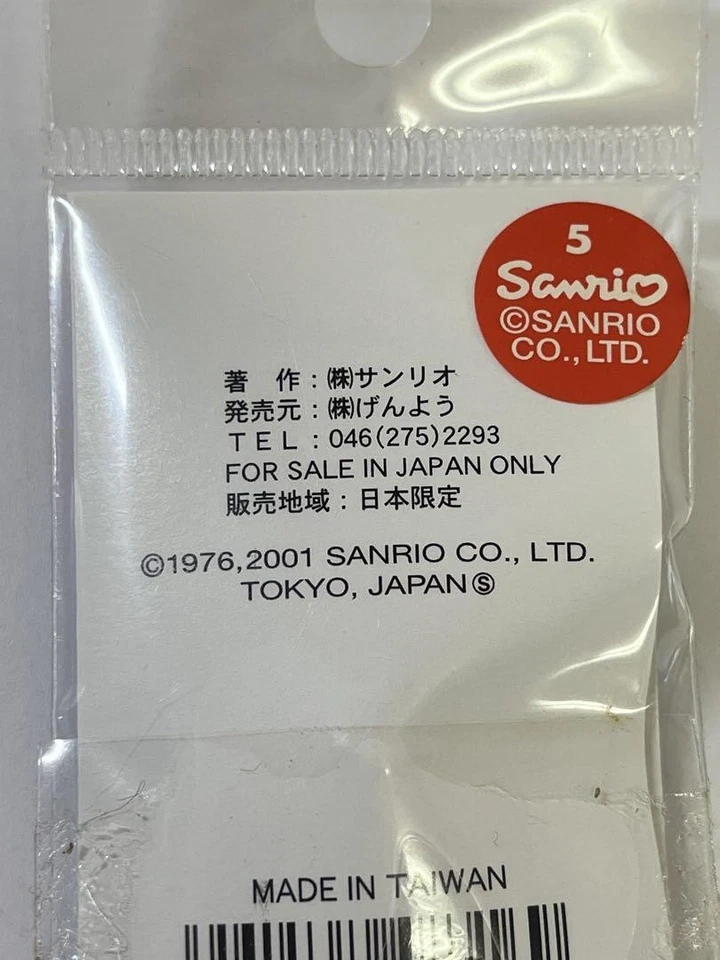 5
Sanrio
©SANRIO
CO., LTD.
著　作：㈱サンリオ
発売元：㈱げんよう
ＴＥＬ：046(275)2293
FOR SALE IN JAPAN ONLY
販売地域：日本限定
©1976,2001 SANRIO CO., LTD.
TOKYO, JAPANⓈ
MADE IN TAIWAN